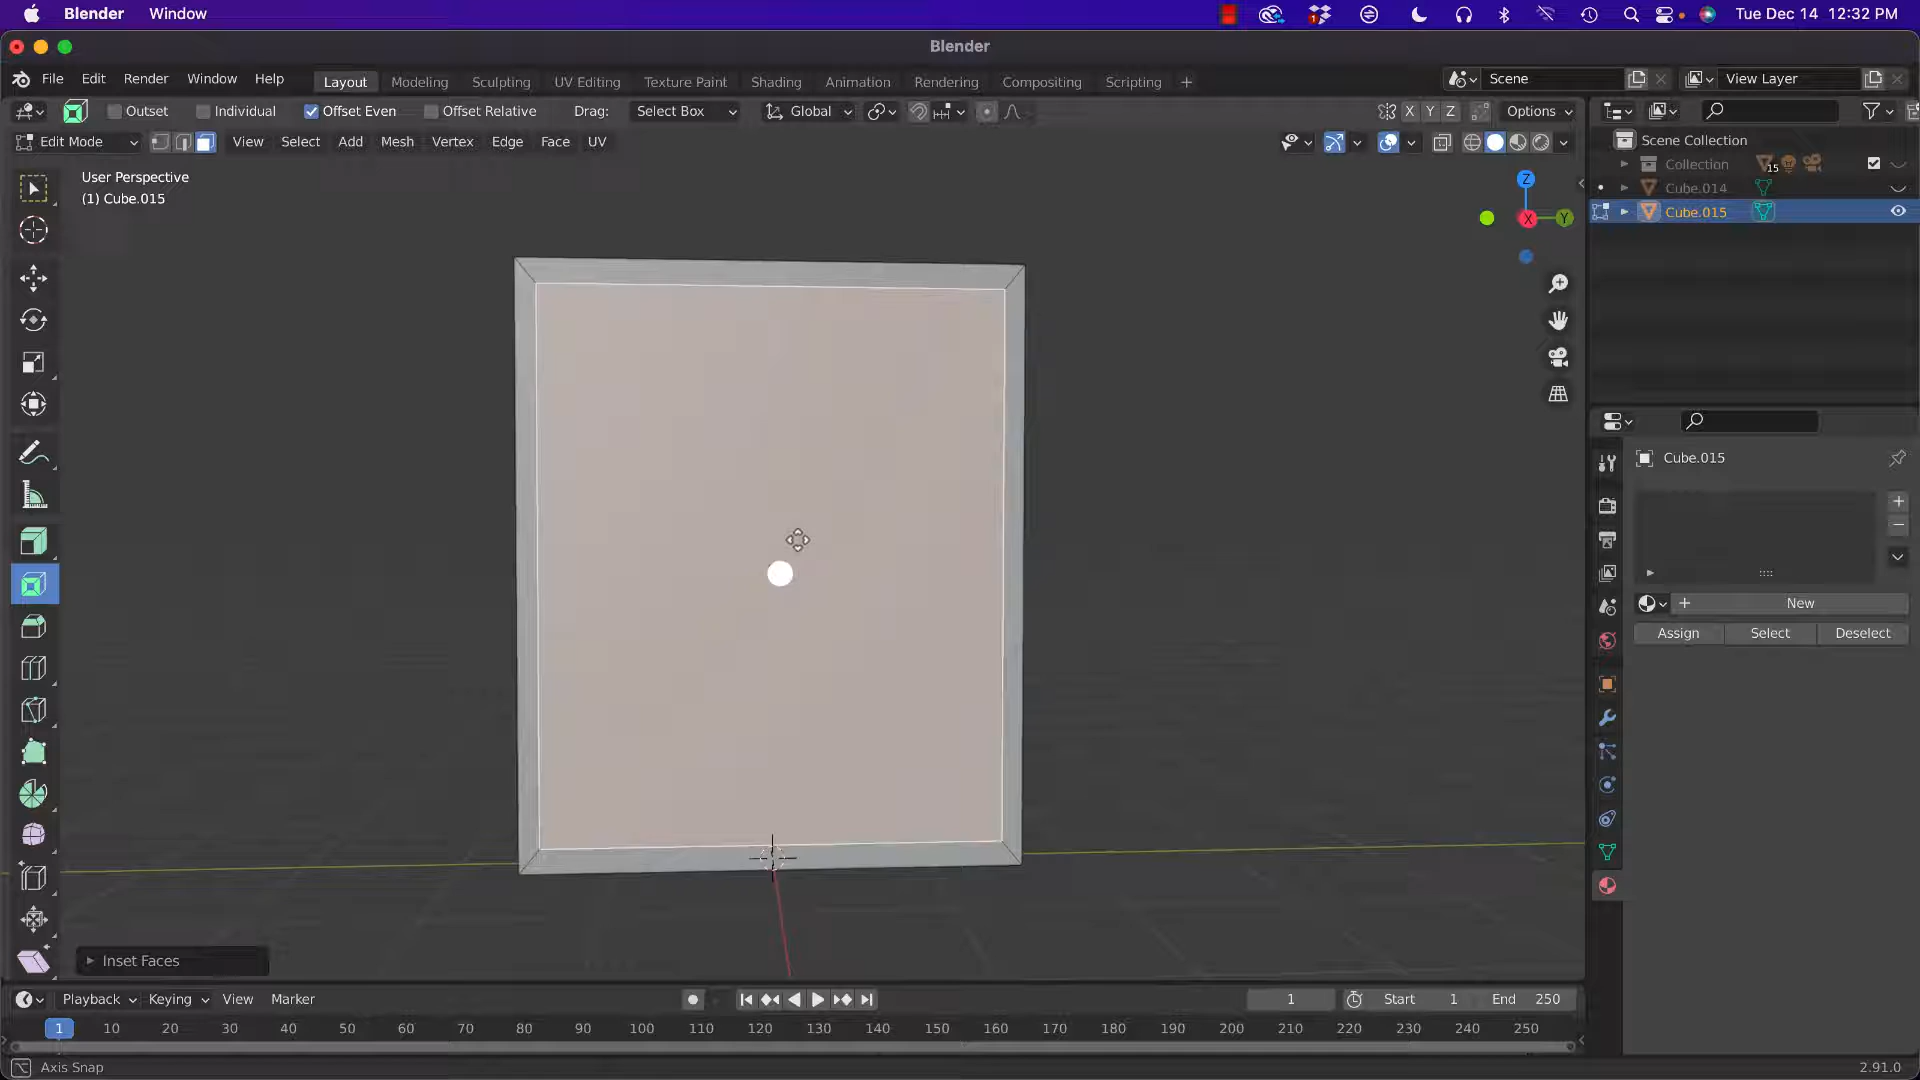 Blender Window Tue Dec 14 12:32 PM
1
Blender
File Edit Render Window Help Layout Modeling Sculpting UV Editing Texture Paint Shading Animation Rendering Compositing Scripting + Scene View Layer
Outset Individual Offset Even Offset Relative Drag: Select Box Global X Y Z Options
Edit Mode View Select Add Mesh Vertex Edge Face UV
Scene Collection
Collection 15
Cube.014
Cube.015
User Perspective
(1) Cube.015
Z
X Y
Cube.015
New
Assign Select Deselect
Inset Faces
Playback Keying View Marker 1 Start 1 End 250
1 10 20 30 40 50 60 70 80 90 100 110 120 130 140 150 160 170 180 190 200 210 220 230 240 250
Axis Snap 2.91.0